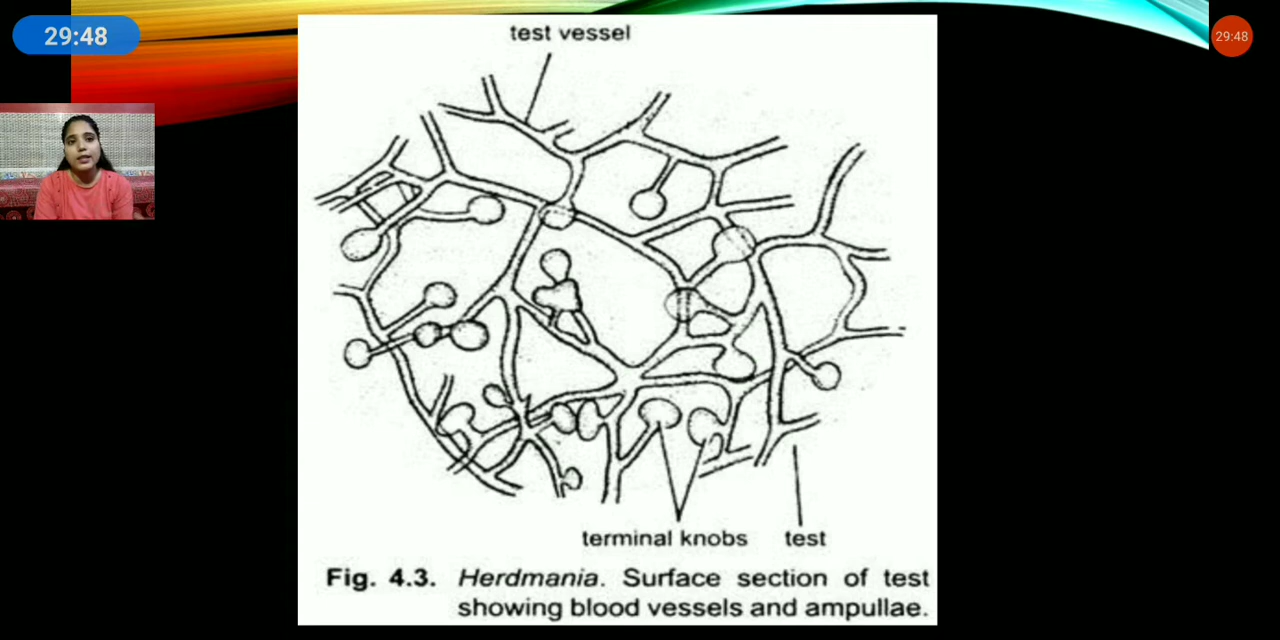 29:48
29:48
test vessel
terminal knobs test
Fig. 4.3. Herdmania. Surface section of test
showing blood vessels and ampullae.